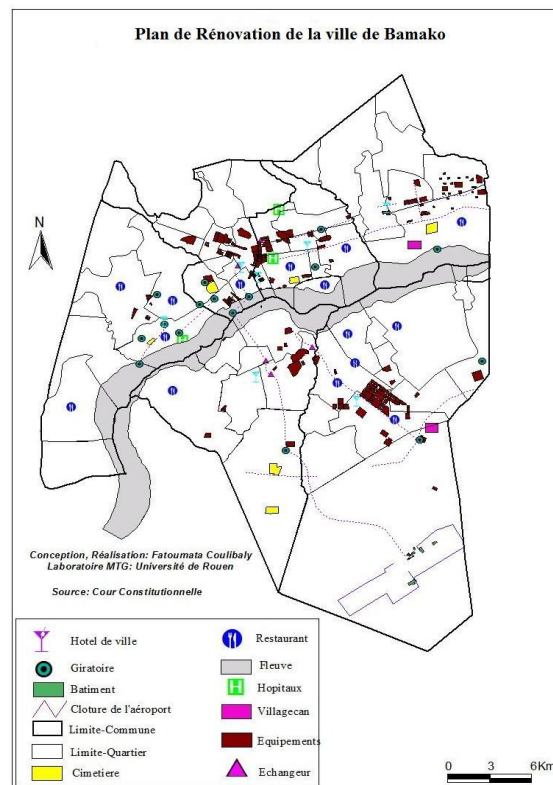 Plan de Rénovation de la ville de Bamako
N
Conception, Réalisation: Fatoumata Coulibaly
Laboratoire MTG: Université de Rouen
Source: Cour Constitutionnelle
Hotel de ville
Giratoire
Batiment
Cloture de l'aéroport
Limite-Commune
Limite-Quartier
Cimetiere
Restaurant
Fleuve
H
Hopitaux
Villagecan
Equipements
Echangeur
0 3 6Km